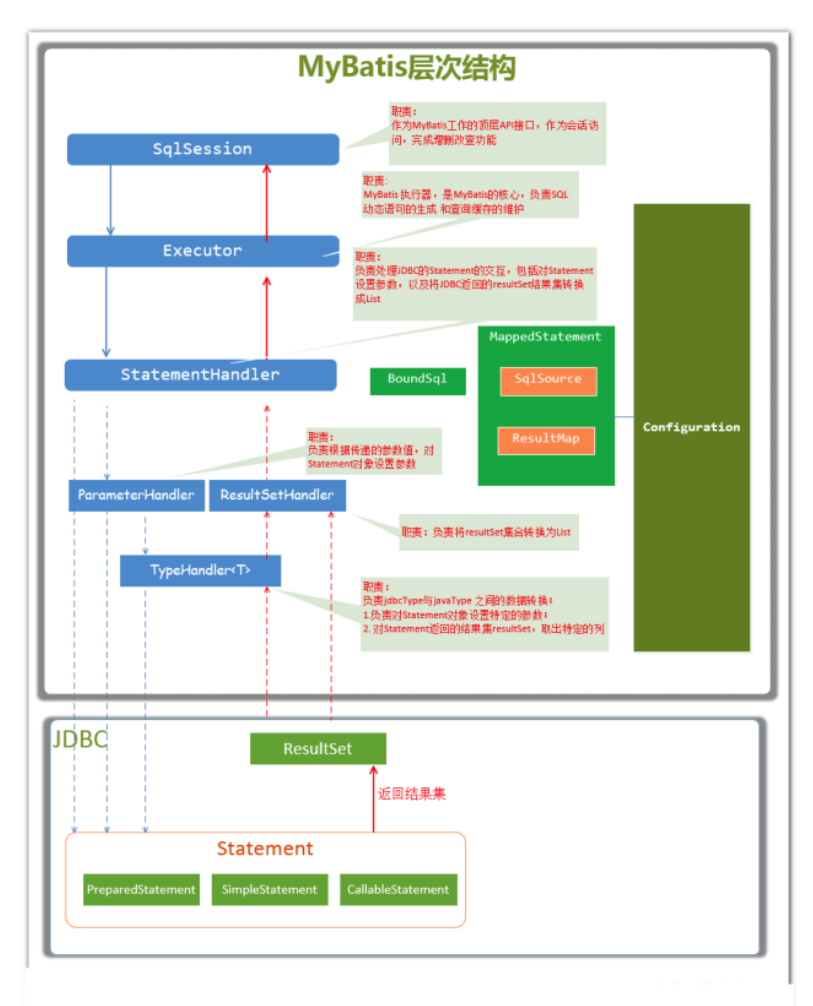 MyBatis层次结构
职责：
作为MyBatis工作的顶层API接口，作为会话访
问，完成增删改查功能
SqlSession
职责:
MyBatis 执行器，是MyBatis的核心，负责SQL
动态语句的生成 和查询缓存的维护
Executor
职责：
负责处理JDBC的Statement的交互，包括对Statement
设置参数，以及将JDBC返回的resultSet结果集转换
成List
MappedStatement
StatementHandler
BoundSql
SqlSource
ResultMap
Configuration
职责：
负责根据传递的参数值，对
Statement对象设置参数
ParameterHandler
ResultSetHandler
职责：负责将resultSet集合转换为List
TypeHandler<T>
职责：
负责jdbcType与javaType 之间的数据转换：
1.负责对Statement对象设置特定的参数：
2. 对Statement返回的结果集resultSet，取出特定的列
JDBC
ResultSet
返回结果集
Statement
PreparedStatement
SimpleStatement
CallableStatement